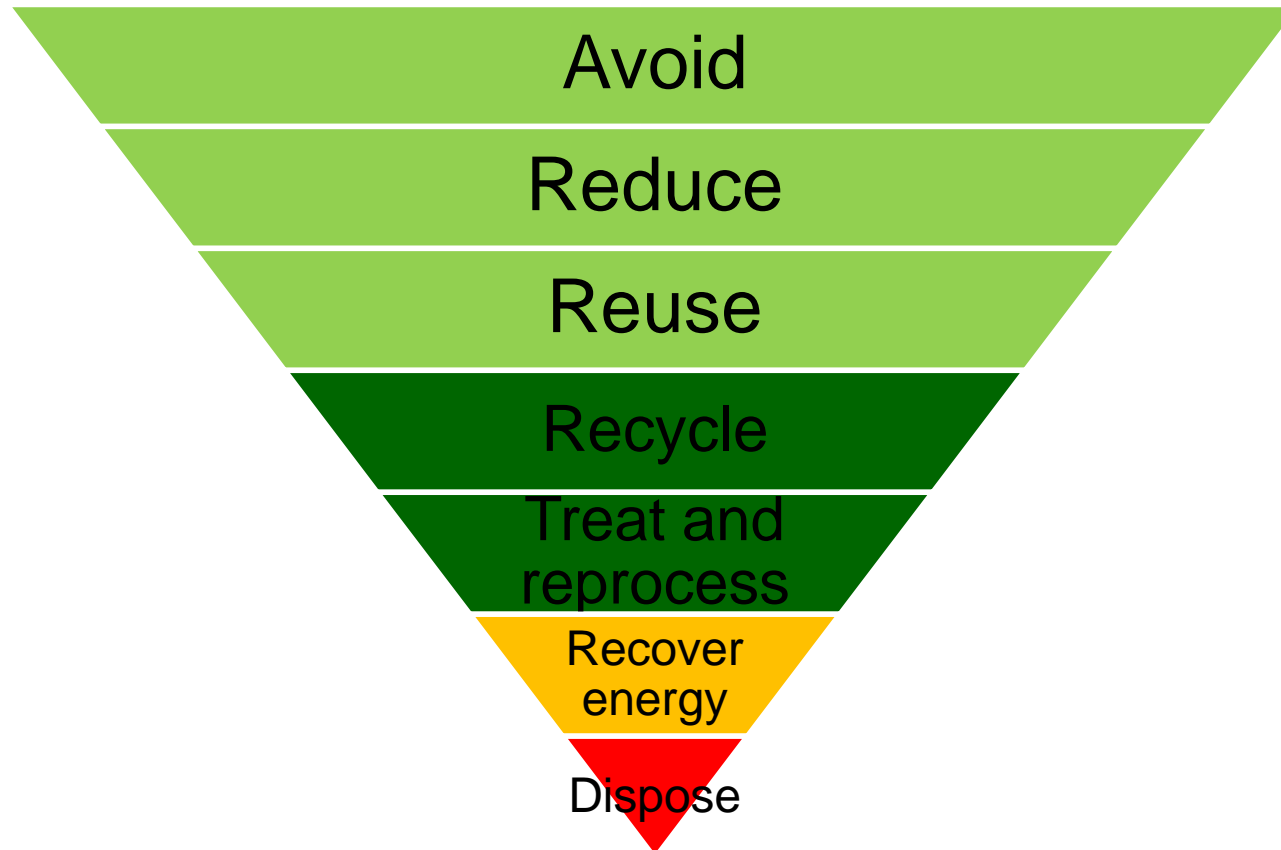 Avoid
Reduce
Reuse
Recycle
Treat and
reprocess
Recover
energy
Dispose